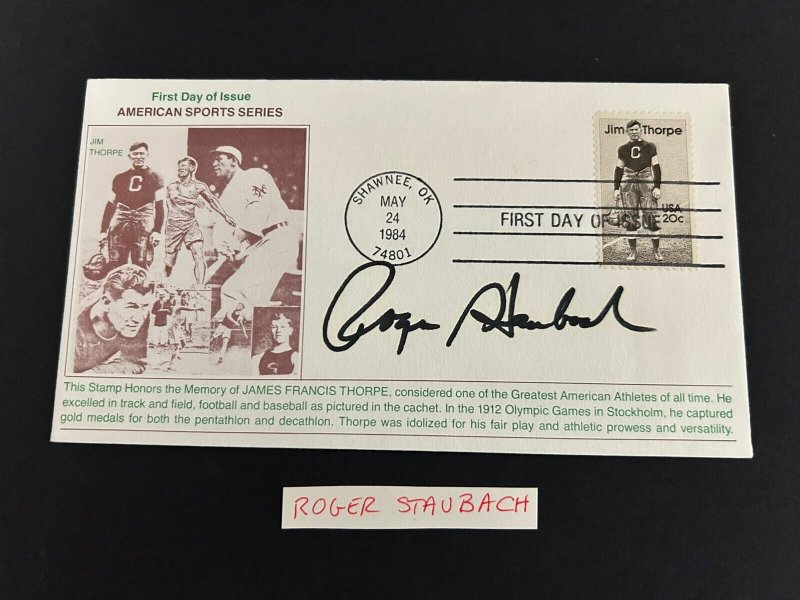 First Day of Issue
AMERICAN SPORTS SERIES
JIM
THORPE
C
SHAWNEE, OK
MAY
24
1984
74801
FIRST DAY OF ISSUE
Jim Thorpe
C
USA
20c
Roger Staubach
This Stamp Honors the Memory of JAMES FRANCIS THORPE, considered one of the Greatest American Athletes of all time. He
excelled in track and field, football and baseball as pictured in the cachet. In the 1912 Olympic Games in Stockholm, he captured
gold medals for both the pentathlon and decathlon. Thorpe was idolized for his fair play and athletic prowess and versatility.
ROGER STAUBACH